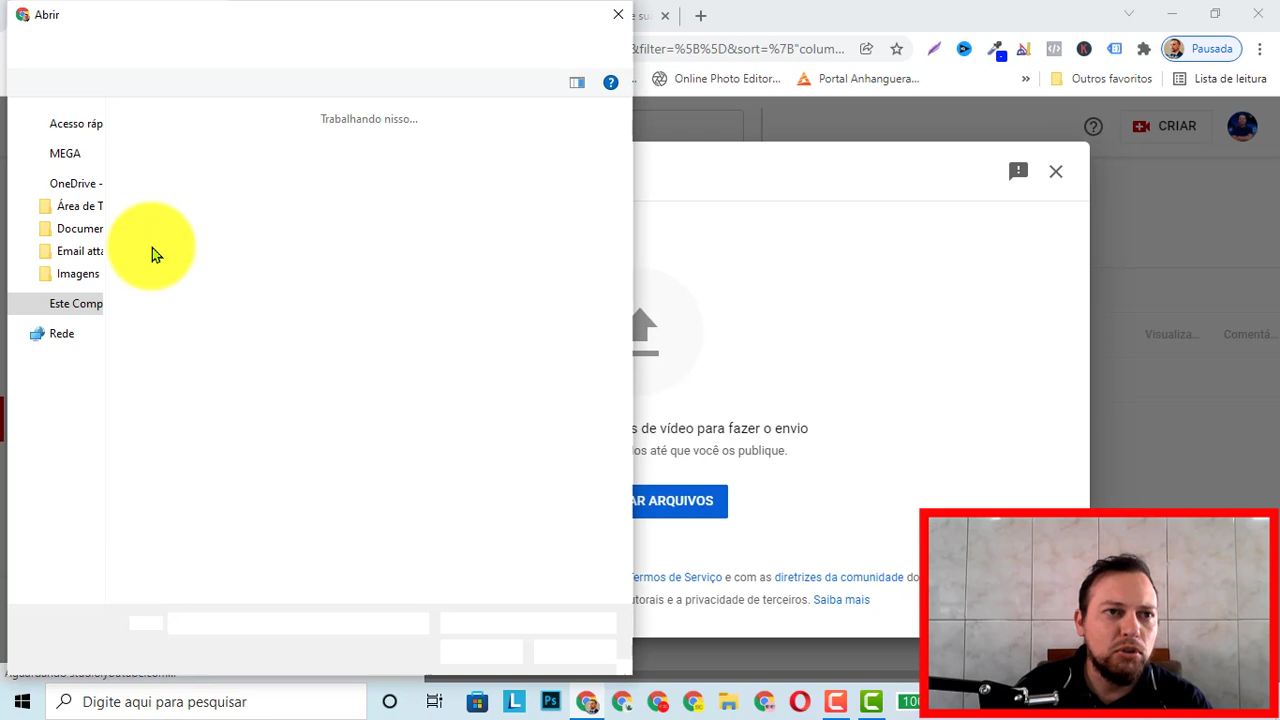 Abrir
e su
&filter=%5B%5D&sort=%7B"colum...
Pausada
Online Photo Editor...
Portal Anhanguera...
»
Outros favoritos
Lista de leitura
Trabalhando nisso...
Acesso ráp
MEGA
OneDrive -
Área de T
Documer
Email atta
Imagens
Este Comp
Rede
CRIAR
Visualiza...
Comentá...
s de vídeo para fazer o envio
los até que você os publique.
AR ARQUIVOS
Termos de Serviço e com as diretrizes da comunidade do
utorais e a privacidade de terceiros. Saiba mais
Digite aqui para pesquisar
L
Ps
100